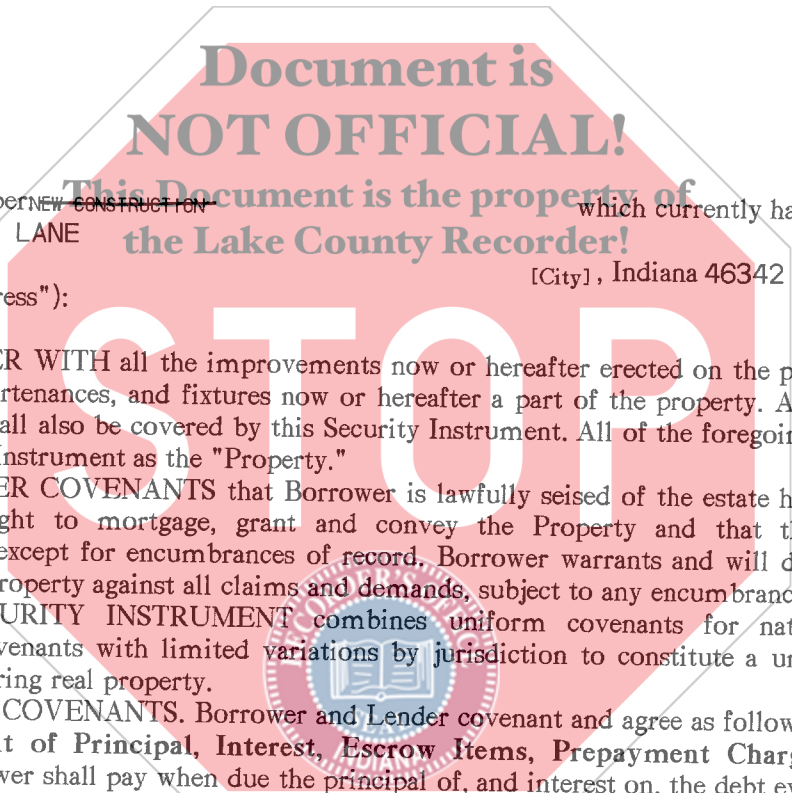 Document is
NOT OFFICIAL!
This Document is the property of
the Lake County Recorder!
NEW CONSTRUCTION which currently ha
LANE
[City], Indiana 46342
ress"):
STOP
ER WITH all the improvements now or hereafter erected on the p
rtenances, and fixtures now or hereafter a part of the property. A
all also be covered by this Security Instrument. All of the foregoin
Instrument as the "Property."
ER COVENANTS that Borrower is lawfully seised of the estate h
ght to mortgage, grant and convey the Property and that th
except for encumbrances of record. Borrower warrants and will d
roperty against all claims and demands, subject to any encumbranc
URITY INSTRUMENT combines uniform covenants for nat
venants with limited variations by jurisdiction to constitute a un
ring real property.
COVENANTS. Borrower and Lender covenant and agree as follow
t of Principal, Interest, Escrow Items, Prepayment Charg
wer shall pay when due the principal of, and interest on, the debt ev
RECORDER'S OFFICE
INDIANA